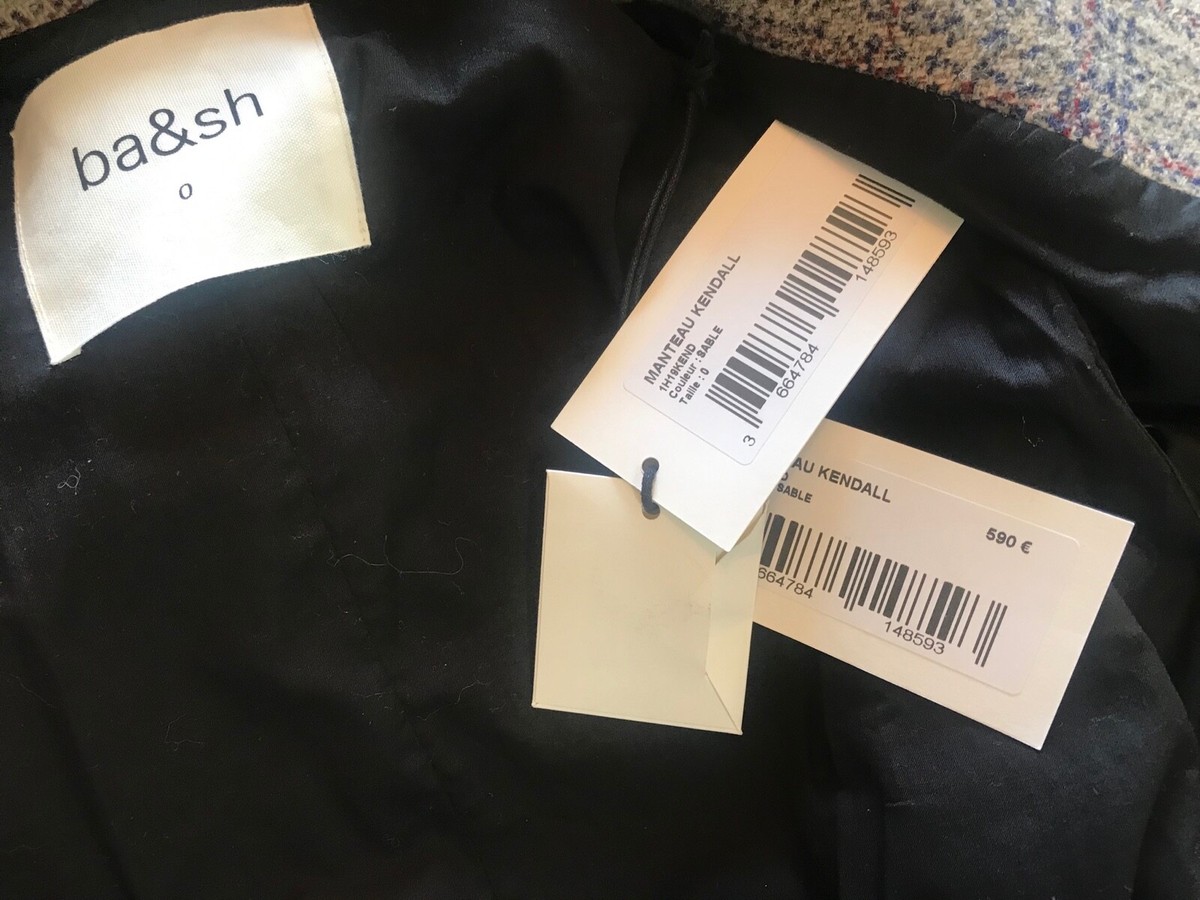 ba&sh
0
MANTEAU KENDALL
1H19KEND
Couleur : SABLE
Taille : 0
3 664784 148593
AU KENDALL
D
SABLE
590 €
664784 148593